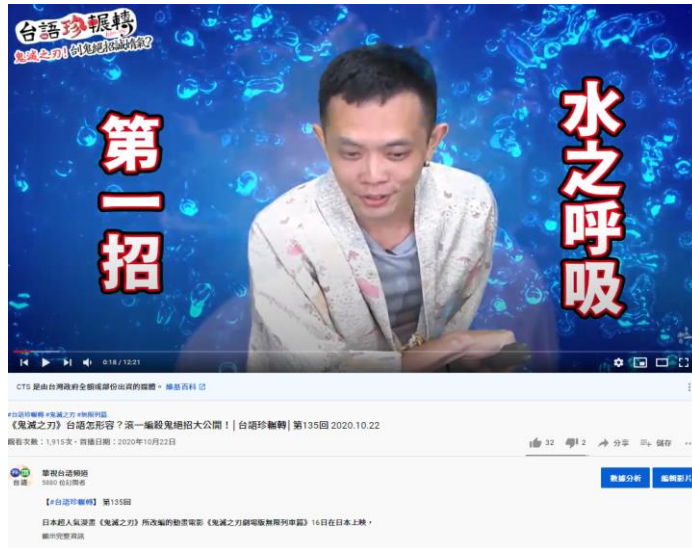 台語珍輾轉
鬼滅之刃!刣鬼絕招滅惰氣?
第一招
水之呼吸
0:18 / 12:21
CTS 是由台灣政府全額或部份出資的媒體。 維基百科
#台語珍輾轉 #鬼滅之刃 #無限列車
《鬼滅之刃》台語怎形容？滾一編殺鬼絕招大公開！| 台語珍輾轉| 第135回 2020.10.22
觀看次數：1,915次・首播日期：2020年10月22日
32
2
分享
儲存
華視台語頻道
5880 位訂閱者
數據分析
編輯影片
台語
【#台語珍輾轉】 第135回
日本超人氣漫畫《鬼滅之刃》所改編的動畫電影《鬼滅之刃劇場版無限列車篇》16日在日本上映，
顯示完整資訊